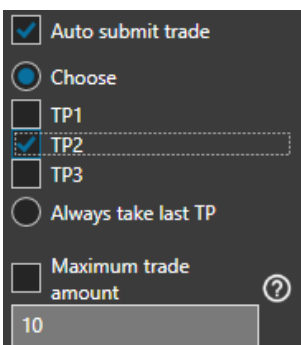 Auto submit trade
Choose
TP1
TP2
TP3
Always take last TP
Maximum trade
amount
?
10